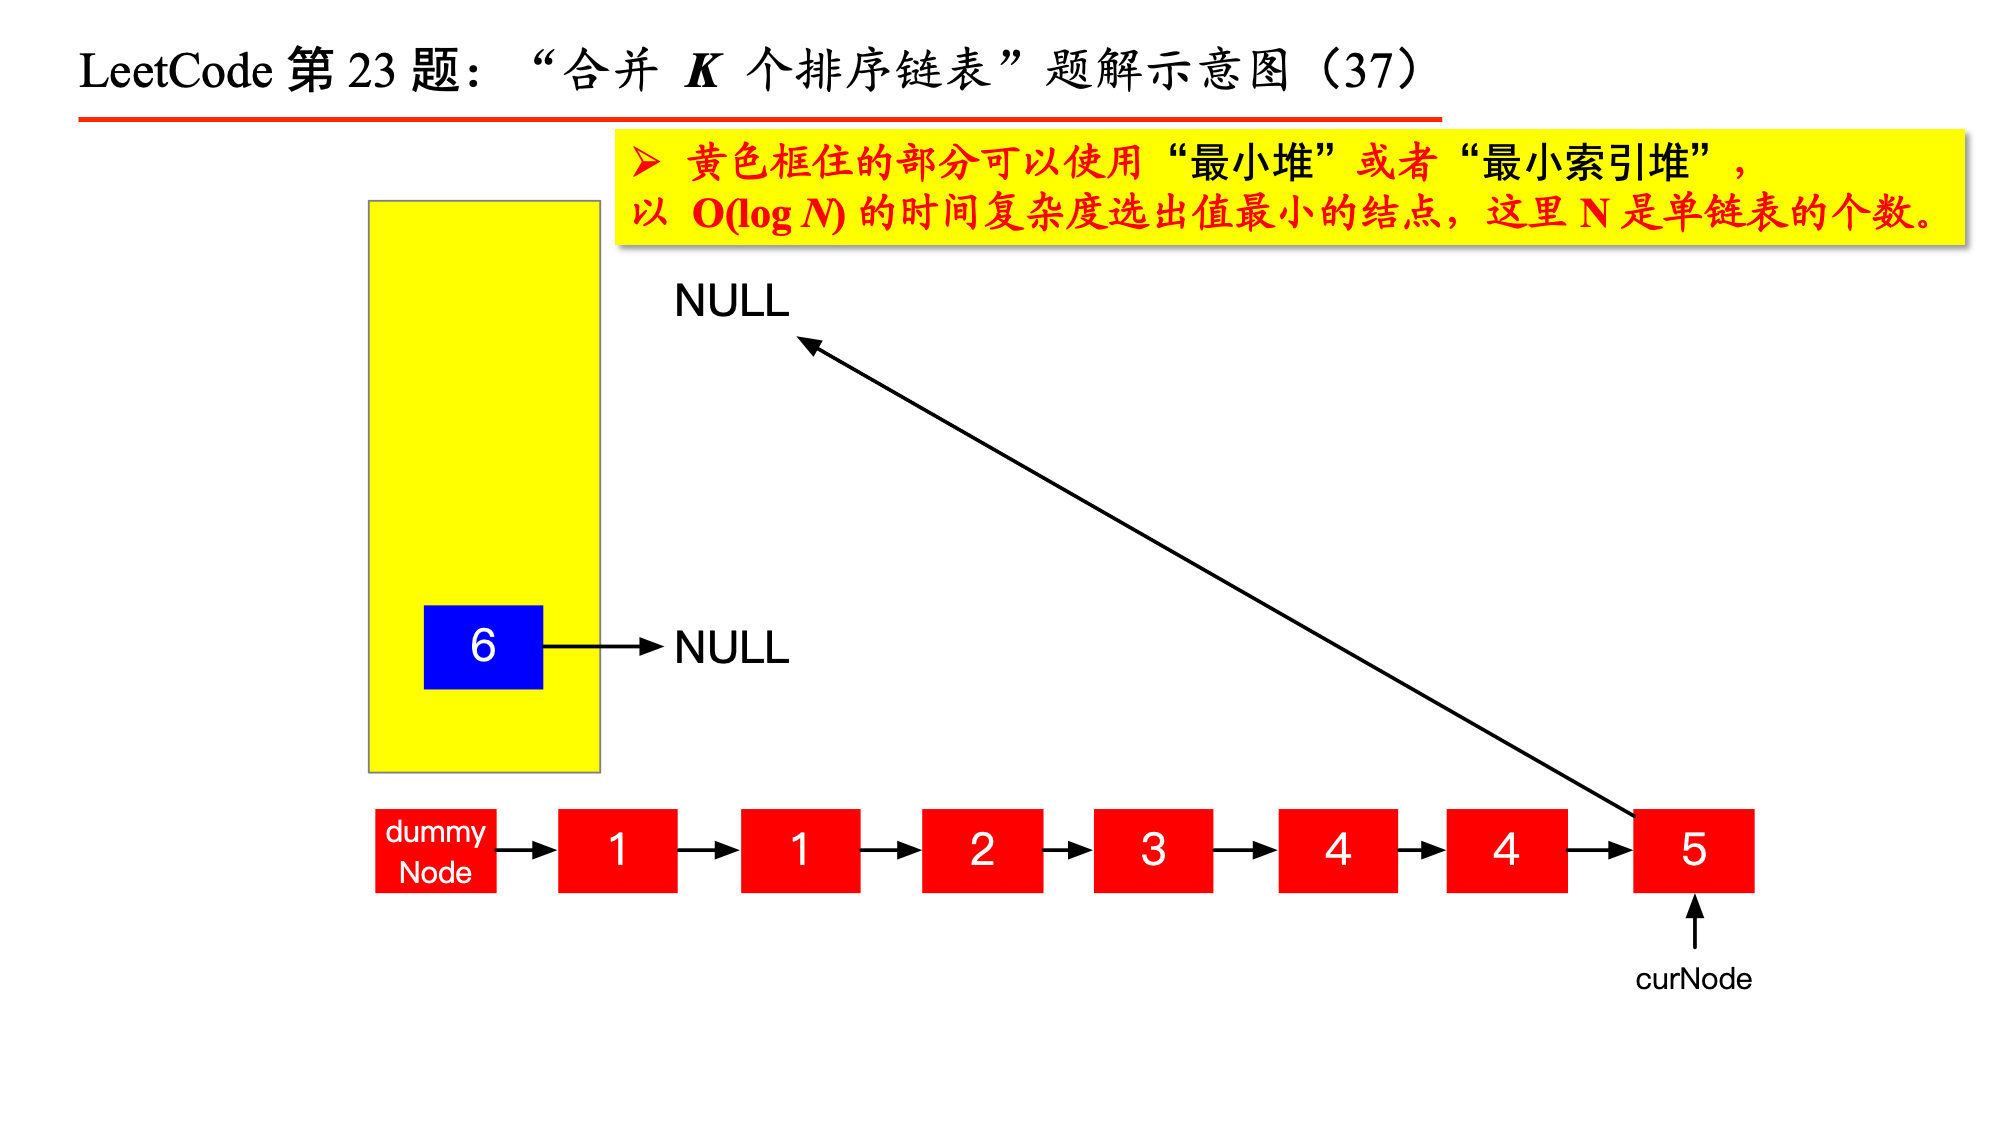 LeetCode 第 23 题：“合并 K 个排序链表”题解示意图（37）
➢ 黄色框住的部分可以使用“最小堆”或者“最小索引堆”，
以 O(log N) 的时间复杂度选出值最小的结点，这里 N 是单链表的个数。
NULL
6
NULL
dummy
Node
1
1
2
3
4
4
5
curNode